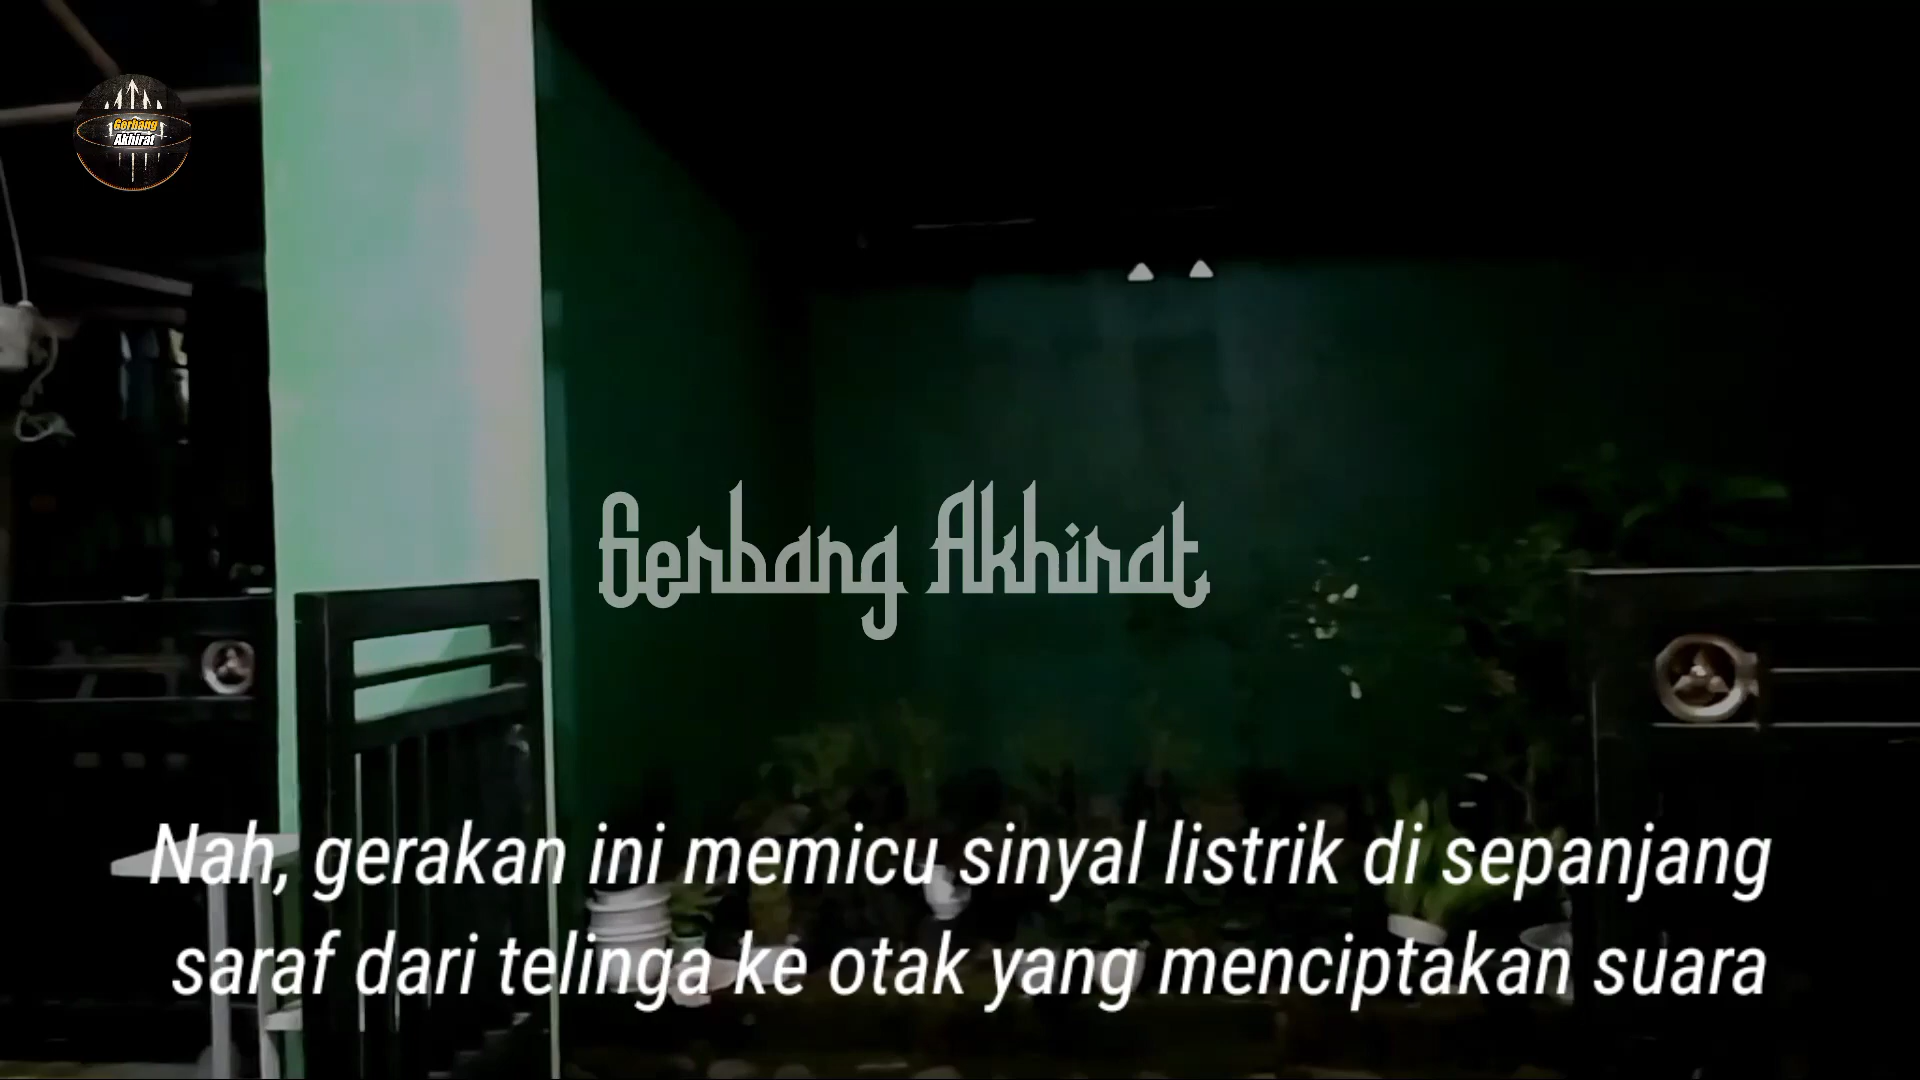 Gerbang
Akhirat
Gerbang Akhirat
Nah, gerakan ini memicu sinyal listrik di sepanjang
saraf dari telinga ke otak yang menciptakan suara